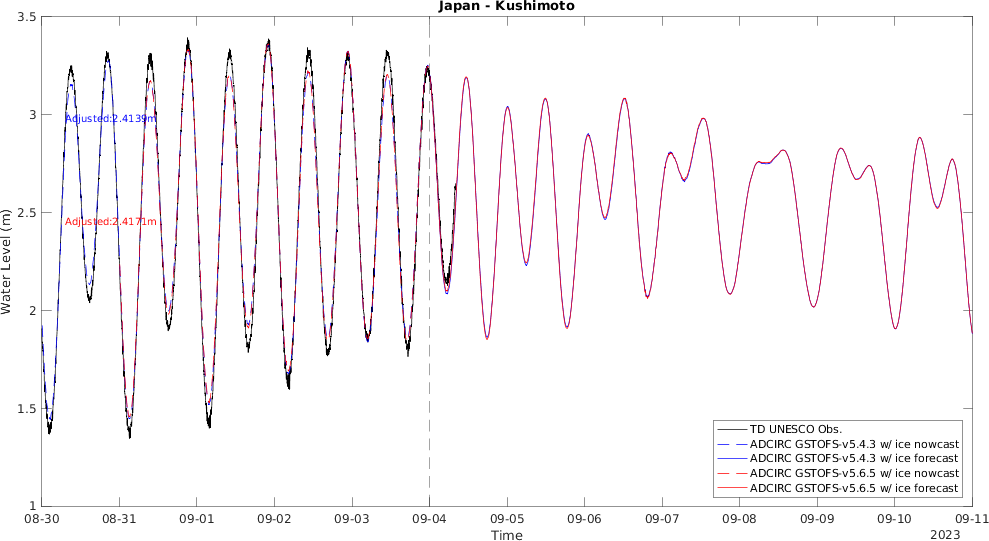 Japan - Kushimoto
3.5
3
2.5
2
1.5
1
Water Level (m)
Adjusted:2.4139m
Adjusted:2.4171m
TD UNESCO Obs.
ADCIRC GSTOFS-v5.4.3 w/ ice nowcast
ADCIRC GSTOFS-v5.4.3 w/ ice forecast
ADCIRC GSTOFS-v5.6.5 w/ ice nowcast
ADCIRC GSTOFS-v5.6.5 w/ ice forecast
08-30 08-31 09-01 09-02 09-03 09-04 09-05 09-06 09-07 09-08 09-09 09-10 09-11
Time
2023